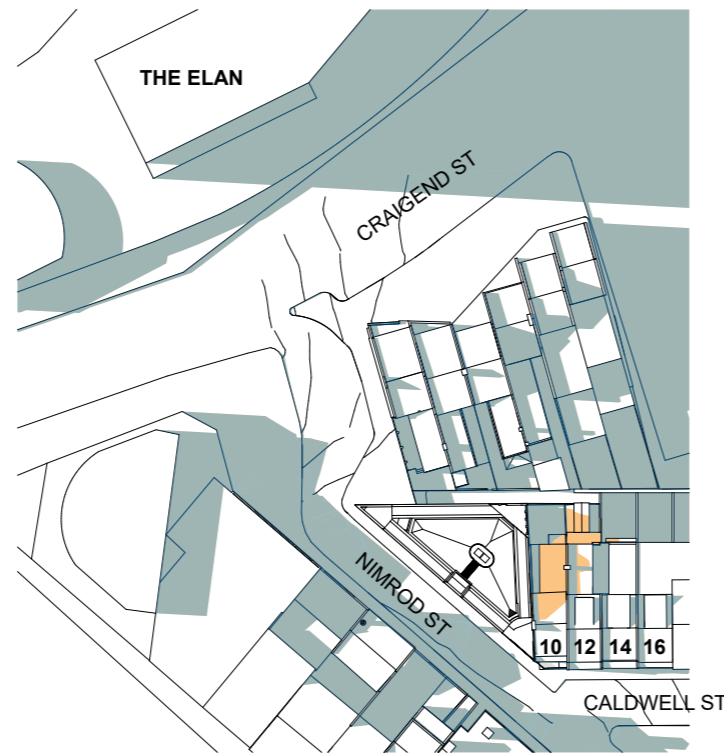 THE ELAN
CRAIGEND ST
NIMROD ST
10 12 14 16
CALDWELL ST